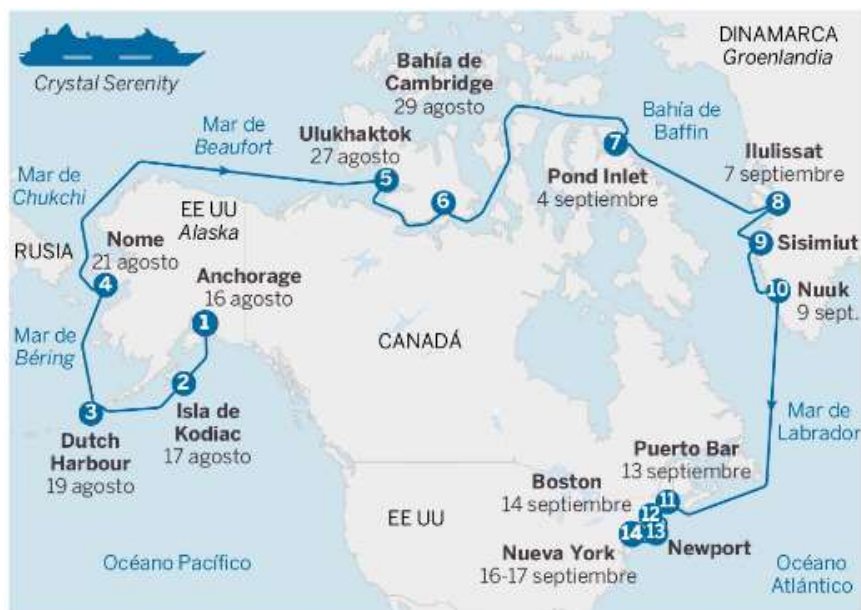 Crystal Serenity
DINAMARCA
Groenlandia
Bahía de
Cambridge
29 agosto
Bahía de
Baffin
Mar de
Beaufort
Ulukhaktok
27 agosto
Mar de
Chukchi
5
6
7
Pond Inlet
4 septiembre
Ilulissat
7 septiembre
8
9
Sisimiut
10
Nuuk
9 sept.
RUSIA
EE UU
Alaska
Nome
21 agosto
4
Anchorage
16 agosto
1
CANADÁ
Mar de
Béring
2
Isla de
Kodiac
17 agosto
3
Dutch
Harbour
19 agosto
Mar de
Labrador
Puerto Bar
13 septiembre
Boston
14 septiembre
11
12
13
14
EE UU
Newport
Nueva York
16-17 septiembre
Océano Pacífico
Océano
Atlántico